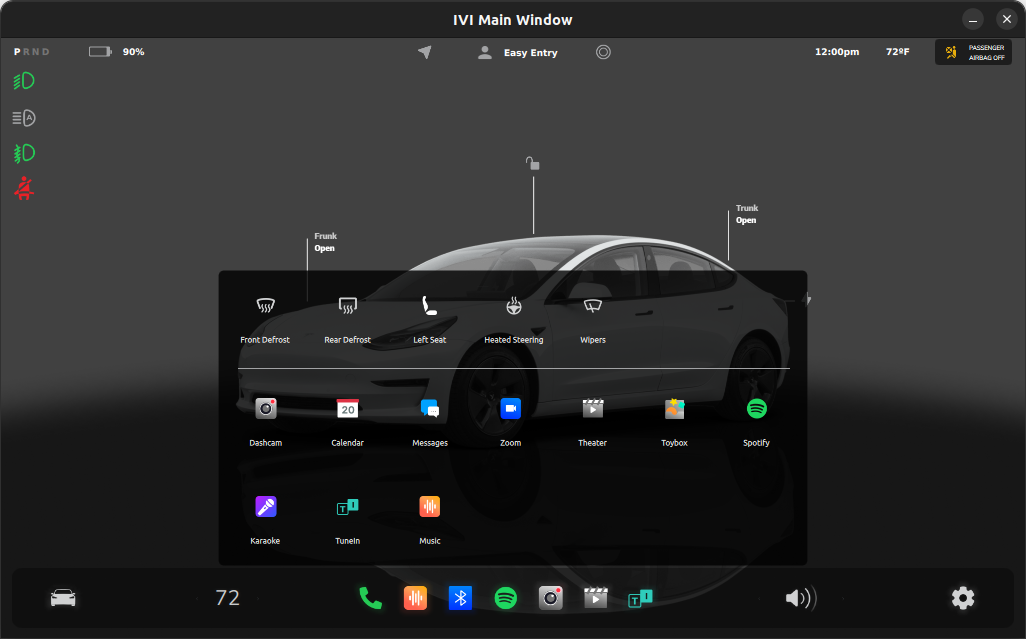 IVI Main Window
P R N D
90%
Easy Entry
12:00pm
72ºF
PASSENGER
AIRBAG OFF
A
Trunk
Open
Frunk
Open
Front Defrost
Rear Defrost
Left Seat
Heated Steering
Wipers
20
Dashcam
Calendar
Messages
Zoom
Theater
Toybox
Spotify
T I
Karaoke
TuneIn
Music
72
T I